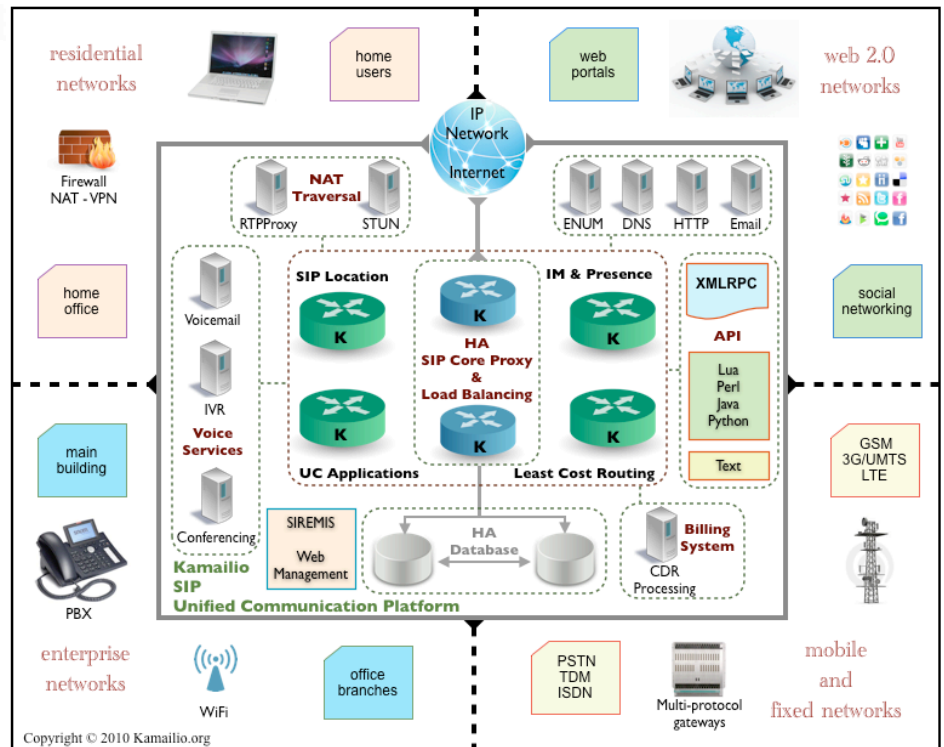 residential
networks
home
users
web
portals
web 2.0
networks
IP
Network
Internet
Firewall
NAT - VPN
NAT
Traversal
RTPProxy
STUN
ENUM
DNS
HTTP
Email
home
office
Voicemail
IVR
Voice
Services
Conferencing
SIP Location
K
UC Applications
K
K
HA
SIP Core Proxy
&
Load Balancing
K
IM & Presence
K
Least Cost Routing
K
XMLRPC
API
Lua
Perl
Java
Python
Text
social
networking
main
building
GSM
3G/UMTS
LTE
SIREMIS
Web
Management
HA
Database
Billing
System
CDR
Processing
Kamailio
SIP
Unified Communication Platform
PBX
enterprise
networks
WiFi
office
branches
PSTN
TDM
ISDN
Multi-protocol
gateways
mobile
and
fixed networks
Copyright © 2010 Kamailio.org